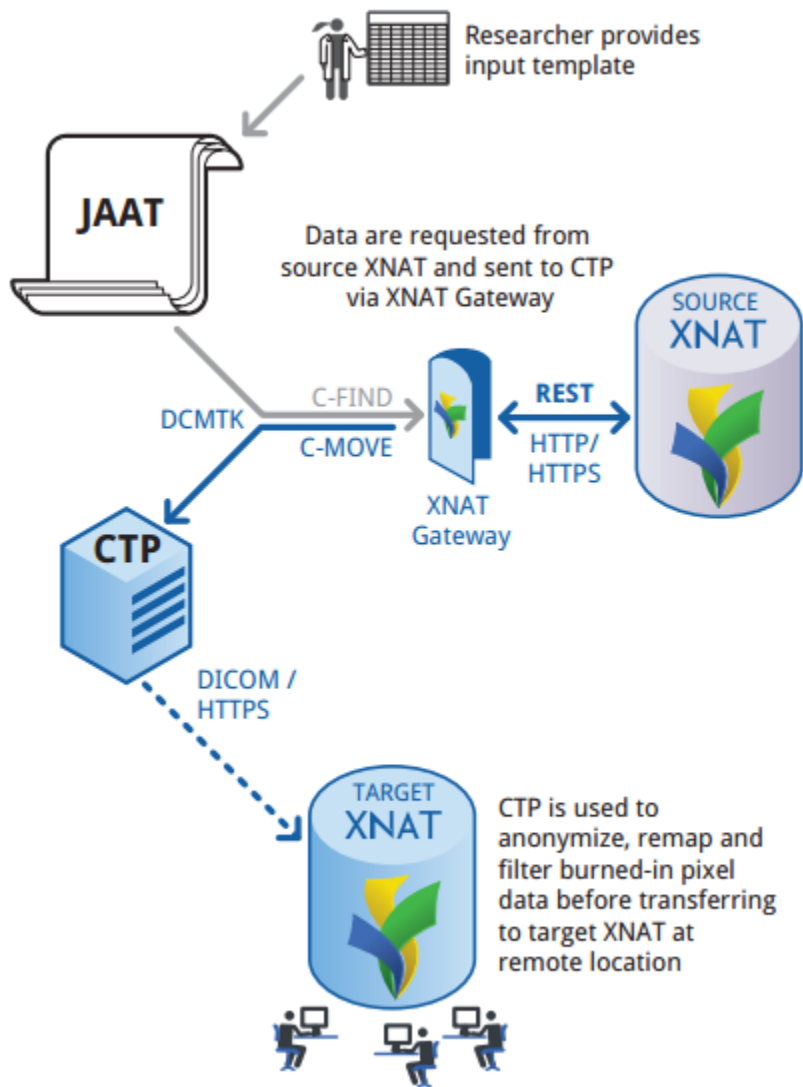 Researcher provides
input template
JAAT
Data are requested from
source XNAT and sent to CTP
via XNAT Gateway
SOURCE
XNAT
C-FIND
REST
DCMTK
C-MOVE
HTTP/
HTTPS
XNAT
Gateway
CTP
DICOM /
HTTPS
TARGET
XNAT
CTP is used to
anonymize, remap and
filter burned-in pixel
data before transferring
to target XNAT at
remote location